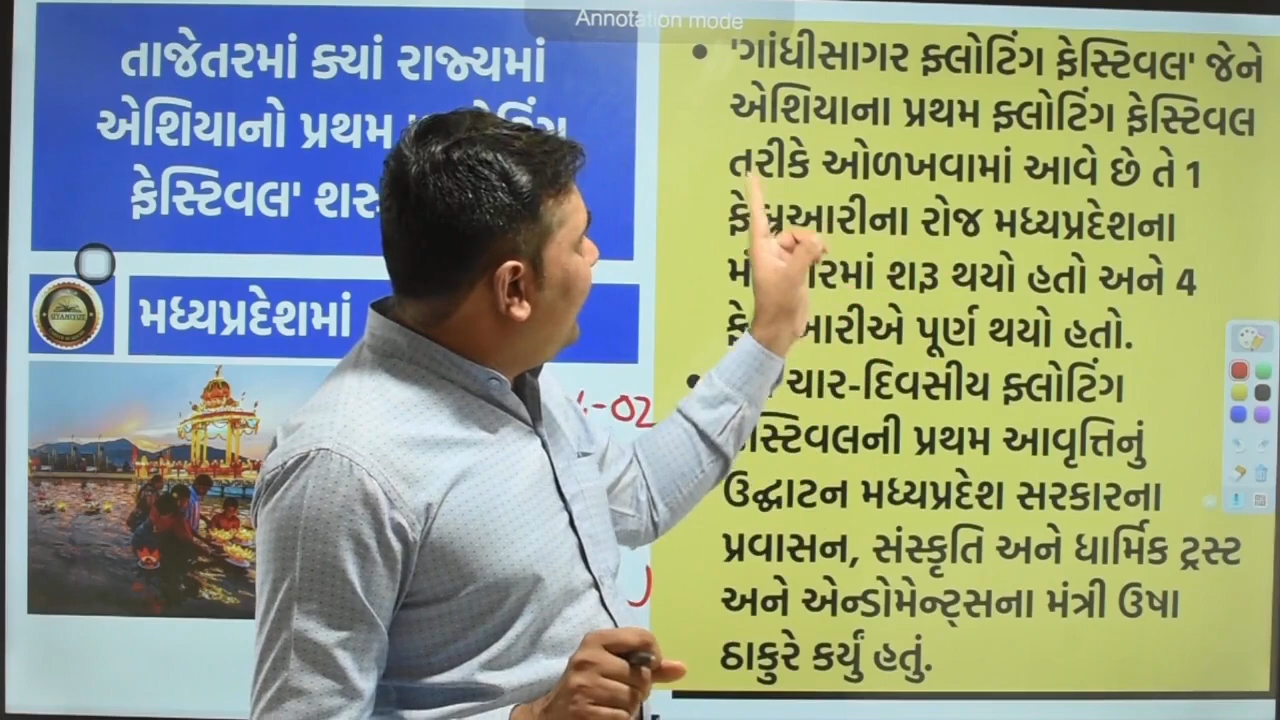 Annotation mode
તાજેતરમાં ક્યાં રાજ્યમાં
એશિયાનો પ્રથમ
ફેસ્ટિવલ'
મધ્યપ્રદેશમાં
-02
• 'ગાંધીસાગર ફ્લોટિંગ ફેસ્ટિવલ' જેને
એશિયાના પ્રથમ ફ્લોટિંગ ફેસ્ટિવલ
તરીકે ઓળખવામાં આવે છે તે 1
ફેબ્રુઆરીના રોજ મધ્યપ્રદેશના
શરૂ થયો હતો અને 4
પૂર્ણ થયો હતો.
• ચાર-દિવસીય ફ્લોટિંગ
પ્રથમ આવૃત્તિનું
ઉદ્ઘાટન મધ્યપ્રદેશ સરકારના
પ્રવાસન, સંસ્કૃતિ અને ધાર્મિક ટ્રસ્ટ
અને એન્ડોમેન્ટ્સના મંત્રી ઉષા
ઠાકુરે કર્યું હતું.